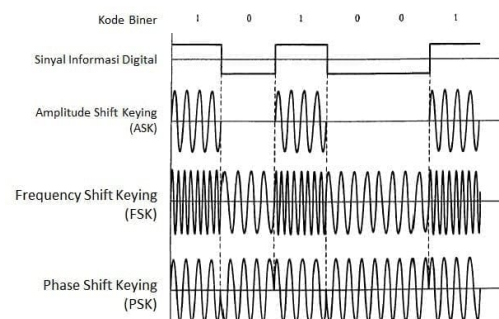 Kode Biner 1 0 1 0 0 1
Sinyal Informasi Digital
Amplitude Shift Keying
(ASK)
Frequency Shift Keying
(FSK)
Phase Shift Keying
(PSK)